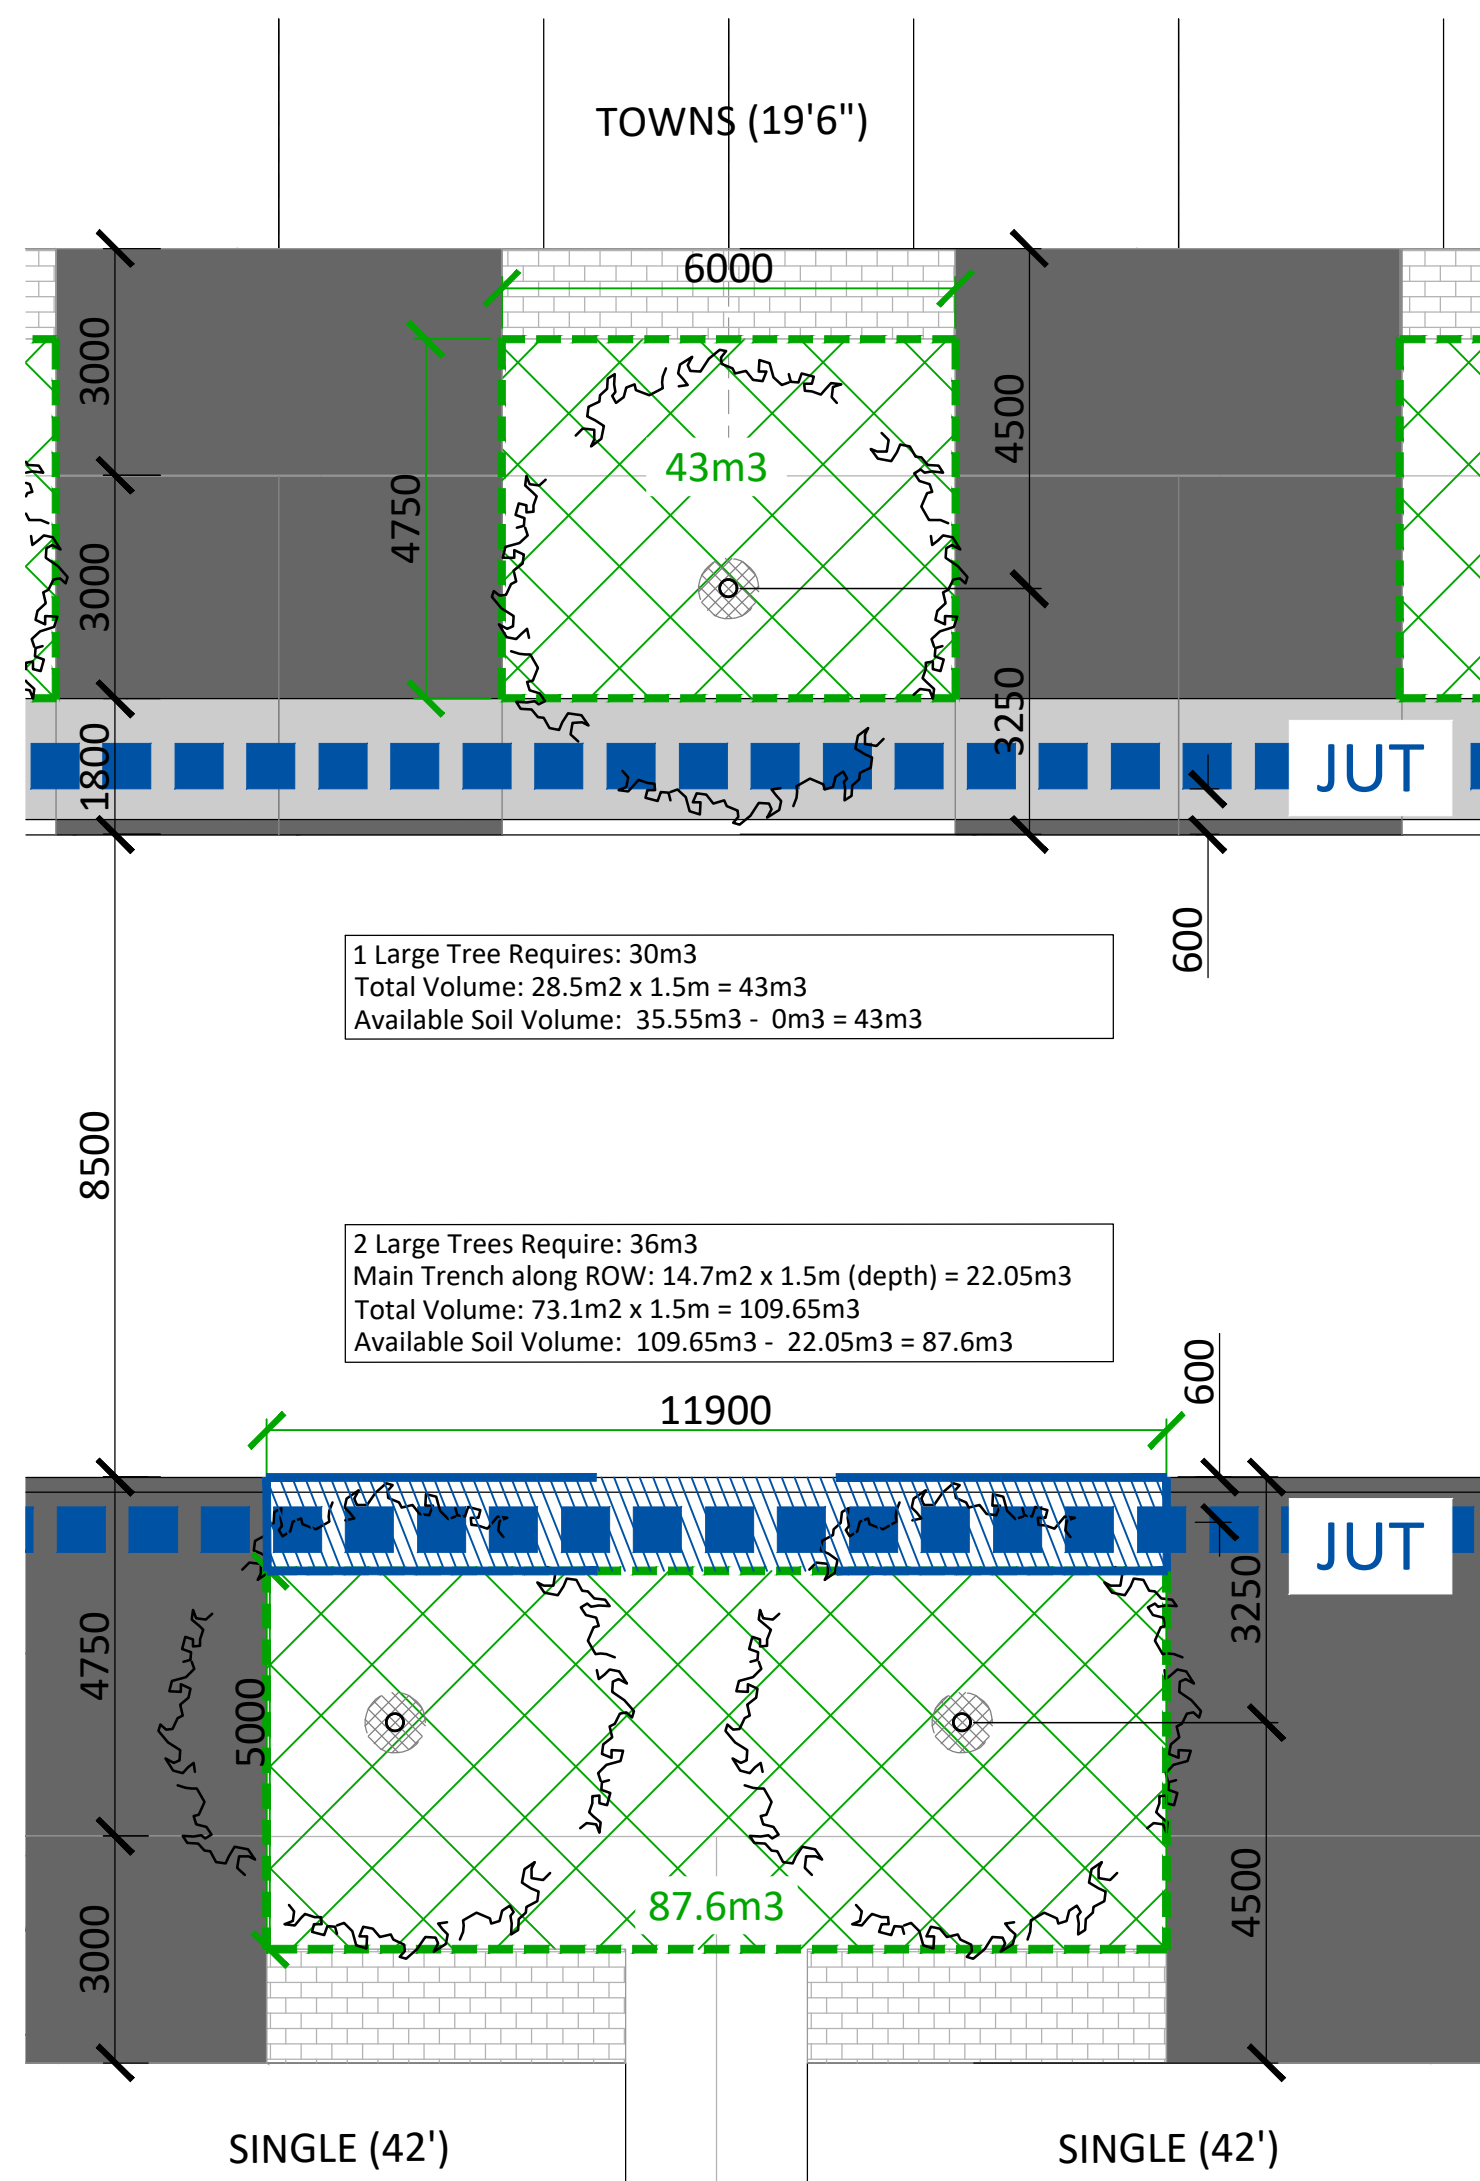 TOWNS (19'6")
6000
3000
4500
43m3
4750
3000
3250
1800
JUT
600
1 Large Tree Requires: 30m3
Total Volume: 28.5m2 x 1.5m = 43m3
Available Soil Volume:  35.55m3 -  0m3 = 43m3
8500
2 Large Trees Require: 36m3
Main Trench along ROW: 14.7m2 x 1.5m (depth) = 22.05m3
Total Volume: 73.1m2 x 1.5m = 109.65m3
Available Soil Volume:  109.65m3 -  22.05m3 = 87.6m3
600
11900
JUT
3250
4750
5000
87.6m3
4500
3000
SINGLE (42')
SINGLE (42')